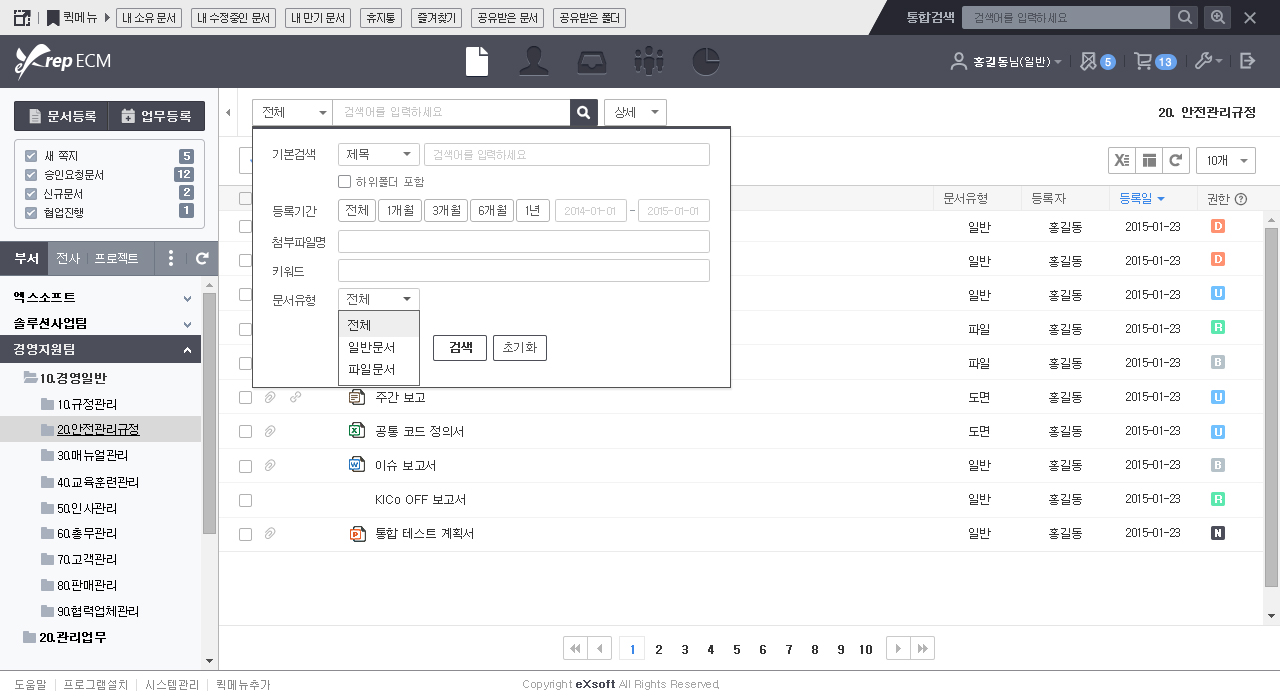 퀵메뉴 내 소유 문서 내 수정중인 문서 내 만기 문서 휴지통 즐겨찾기 공유받은 문서 공유받은 폴더 통합검색 검색어를 입력하세요
eXrep ECM 홍길동님(일반) 5 13
문서등록 업무등록
새 쪽지 5
승인요청문서 12
신규문서 2
협업진행 1
부서 전사 프로젝트
엑스소프트
솔루션사업팀
경영지원팀
10.경영일반
10.규정관리
20.안전관리규정
30.매뉴얼관리
40.교육훈련관리
50.인사관리
60.총무관리
70.고객관리
80.판매관리
90.협력업체관리
20.관리업무
전체 검색어를 입력하세요 상세 20. 안전관리규정
기본검색 제목 검색어를 입력하세요
하위폴더 포함
등록기간 전체 1개월 3개월 6개월 1년 2014-01-01 - 2015-01-01
첨부파일명
키워드
문서유형 전체
전체
일반문서
파일문서
검색 초기화
10개
문서유형 등록자 등록일 권한 ?
일반 홍길동 2015-01-23 D
일반 홍길동 2015-01-23 D
일반 홍길동 2015-01-23 U
파일 홍길동 2015-01-23 R
파일 홍길동 2015-01-23 B
주간 보고 도면 홍길동 2015-01-23 U
공통 코드 정의서 도면 홍길동 2015-01-23 U
이슈 보고서 일반 홍길동 2015-01-23 B
KICo OFF 보고서 일반 홍길동 2015-01-23 R
통합 테스트 계획서 일반 홍길동 2015-01-23 N
1 2 3 4 5 6 7 8 9 10
도움말 프로그램설치 시스템관리 퀵메뉴추가 Copyright eXsoft All Rights Reserved.